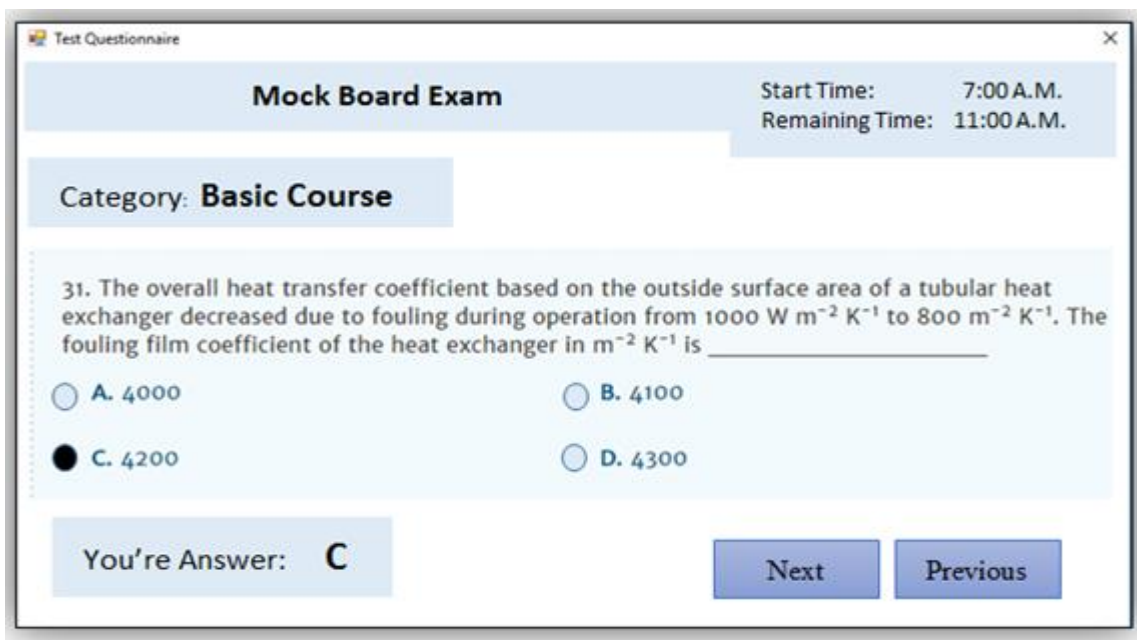 Test Questionnaire
Mock Board Exam
Start Time: 7:00 A.M.
Remaining Time: 11:00 A.M.
Category: Basic Course
31. The overall heat transfer coefficient based on the outside surface area of a tubular heat
exchanger decreased due to fouling during operation from 1000 W m⁻² K⁻¹ to 800 m⁻² K⁻¹. The
fouling film coefficient of the heat exchanger in m⁻² K⁻¹ is ____________________
A. 4000
B. 4100
C. 4200
D. 4300
You're Answer: C
Next
Previous